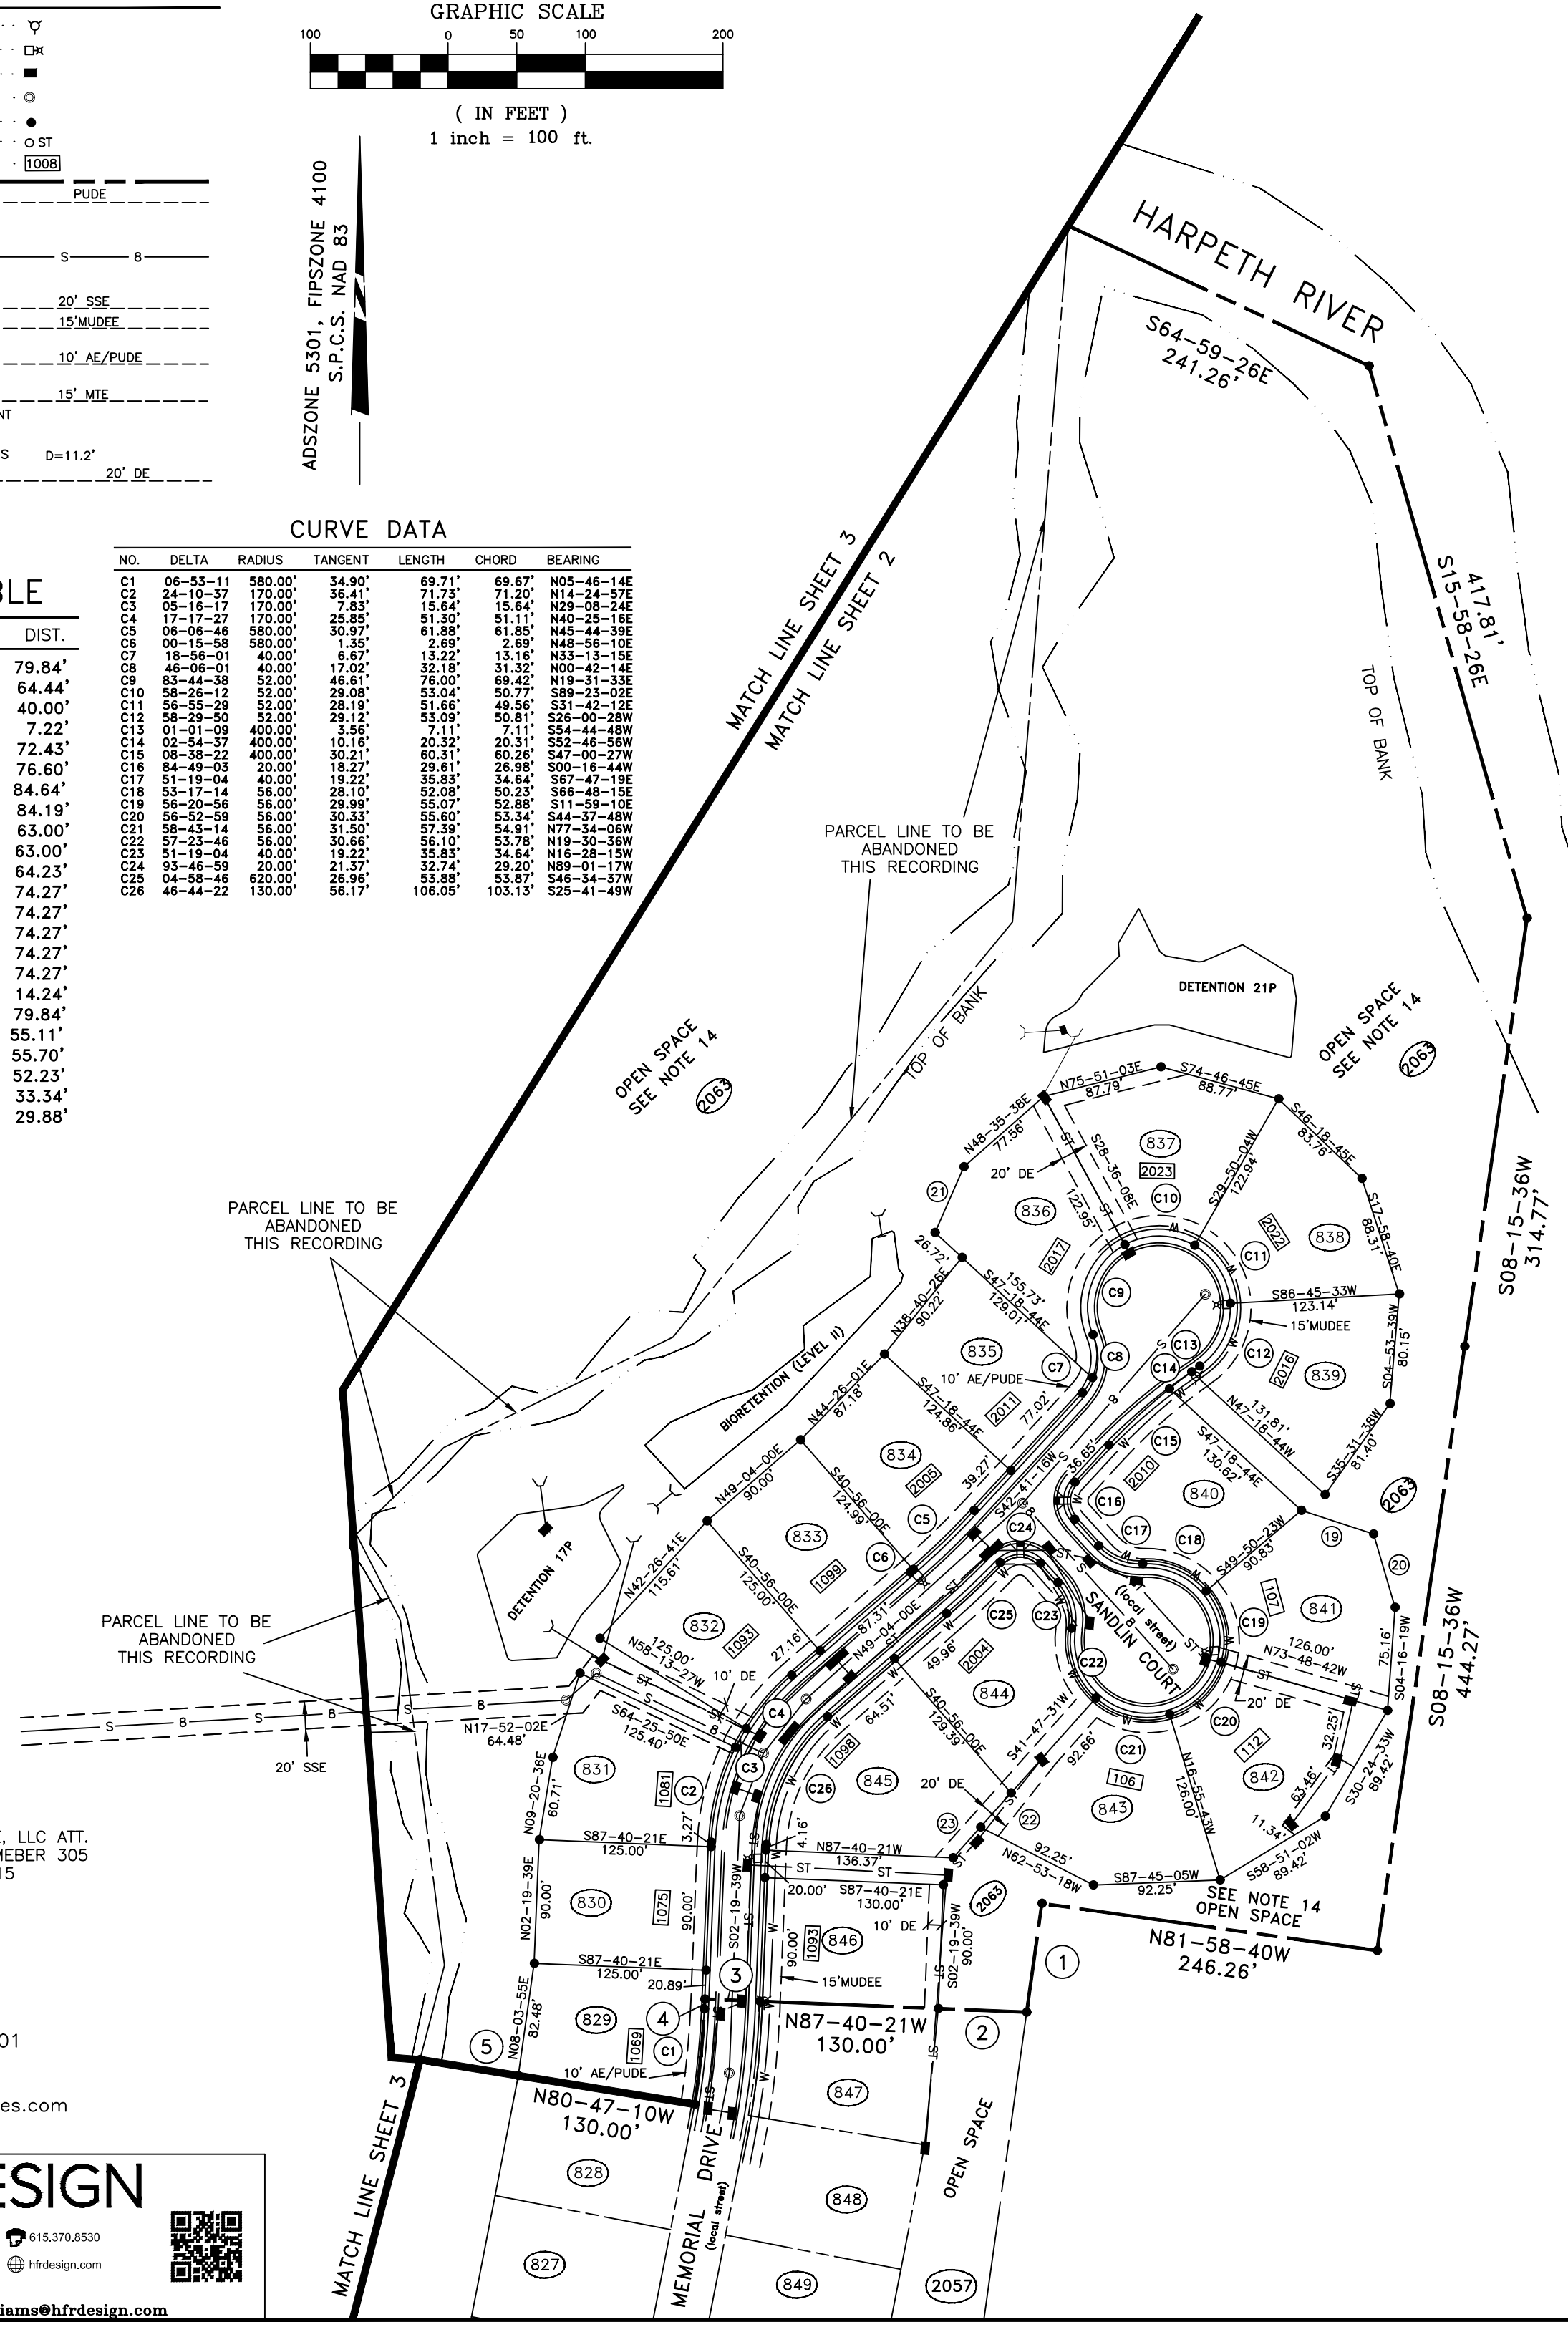 GRAPHIC SCALE
100 0 50 100 200
( IN FEET )
1 inch = 100 ft.
ST
1008
PUDE
S 8
20' SSE
15'MUDEE
10' AE/PUDE
15' MTE
NT
S D=11.2'
20' DE
ADSZONE 5301, FIPSZONE 4100
S.P.C.S. NAD 83
N
CURVE DATA
NO. DELTA RADIUS TANGENT LENGTH CHORD BEARING
C1 06-53-11 580.00' 34.90' 69.71' 69.67' N05-46-14E
C2 24-10-37 170.00' 36.41' 71.73' 71.20' N14-24-57E
C3 05-16-17 170.00' 7.83' 15.64' 15.64' N29-08-24E
C4 17-17-27 170.00' 25.85' 51.30' 51.11' N40-25-16E
C5 06-06-46 580.00' 30.97' 61.88' 61.85' N45-44-39E
C6 00-15-58 580.00' 1.35' 2.69' 2.69' N48-56-10E
C7 18-56-01 40.00' 6.67' 13.22' 13.16' N33-13-15E
C8 46-06-01 40.00' 17.02' 32.18' 31.32' N00-42-14E
C9 83-44-38 52.00' 46.61' 76.00' 69.42' N19-31-33E
C10 58-26-12 52.00' 29.08' 53.04' 50.77' S89-23-02E
C11 56-55-29 52.00' 28.19' 51.66' 49.56' S31-42-12E
C12 58-29-50 52.00' 29.12' 53.09' 50.81' S26-00-28W
C13 01-01-09 400.00' 3.56' 7.11' 7.11' S54-44-48W
C14 02-54-37 400.00' 10.16' 20.32' 20.31' S52-46-56W
C15 08-38-22 400.00' 30.21' 60.31' 60.26' S47-00-27W
C16 84-49-03 20.00' 18.27' 29.61' 26.98' S00-16-44W
C17 51-19-04 40.00' 19.22' 35.83' 34.64' S67-47-19E
C18 53-17-14 56.00' 28.10' 52.08' 50.23' S66-48-15E
C19 56-20-56 56.00' 29.99' 55.07' 52.88' S11-59-10E
C20 56-52-59 56.00' 30.33' 55.60' 53.34' S44-37-48W
C21 58-43-14 56.00' 31.50' 57.39' 54.91' N77-34-06W
C22 57-23-46 56.00' 30.66' 56.10' 53.78' N19-30-36W
C23 51-19-04 40.00' 19.22' 35.83' 34.64' N16-28-15W
C24 93-46-59 20.00' 21.37' 32.74' 29.20' N89-01-17W
C25 04-58-46 620.00' 26.96' 53.88' 53.87' S46-34-37W
C26 46-44-22 130.00' 56.17' 106.05' 103.13' S25-41-49W
BLE
DIST.
79.84'
64.44'
40.00'
7.22'
72.43'
76.60'
84.64'
84.19'
63.00'
63.00'
64.23'
74.27'
74.27'
74.27'
74.27'
74.27'
14.24'
79.84'
55.11'
55.70'
52.23'
33.34'
29.88'
HARPETH RIVER
S64-59-26E
241.26'
417.81'
S15-58-26E
TOP OF BANK
MATCH LINE SHEET 3
MATCH LINE SHEET 2
PARCEL LINE TO BE
ABANDONED
THIS RECORDING
DETENTION 21P
OPEN SPACE
SEE NOTE 14
2063
TOP OF BANK
OPEN SPACE
SEE NOTE 14
2063
S08-15-36W
314.77'
N75-51-03E
87.79'
S74-46-45E
88.77'
N48-35-38E
77.56'
S46-18-45E
83.76'
837
2023
20' DE
S28-36-08E
122.95'
ST
ST
C10
S29-50-04W
122.94'
S17-58-40E
88.31'
21
836
2017
26.72'
2022
838
C11
C9
S86-45-33W
123.14'
15'MUDEE
PARCEL LINE TO BE
ABANDONED
THIS RECORDING
N38-40-26E
90.22'
155.73'
S47-18-44E
129.01'
835
C7
C8
C13
C14
C12
2016
839
S04-53-39W
80.15'
10' AE/PUDE
BIORETENTION (LEVEL II)
N44-26-01E
87.18'
S47-18-44E
124.86'
2011
77.02'
131.81'
N47-18-44W
S47-18-44E
130.62'
S35-31-38W
81.40'
834
2005
39.27'
S42-41-16W
36.65'
C15
2010
840
2063
N49-04-00E
90.00'
S40-56-00E
124.99'
C5
C16
C17
C18
19
S49-50-23W
90.83'
20
DETENTION 17P
833
1099
C6
C24
N42-26-41E
115.61'
S40-56-00E
125.00'
ST
SANDLIN COURT
(local street)
107
841
C19
S08-15-36W
444.27'
PARCEL LINE TO BE
ABANDONED
THIS RECORDING
832
1093
27.16'
87.31'
N49-04-00E
49.96'
C25
C23
2004
N73-48-42W
126.00'
S04-16-19W
75.16'
N58-13-27W
125.00'
10' DE
C22
844
20' DE
C20
S 8 S 8 S 8
20' SSE
N17-52-02E
64.48'
S64-25-50E
125.40'
C4
64.51'
S40-56-00E
129.39'
S41-47-31W
92.66'
C21
106
112
32.25'
842
S30-24-33W
89.42'
831
1081
C2
C3
1098
C26
845
20' DE
843
N16-55-43W
126.00'
63.46'
11.34'
N09-20-36E
60.71'
3.27'
4.16'
23
22
S58-51-02W
89.42'
, LLC ATT.
MEBER 305
15
S87-40-21E
125.00'
N87-40-21W
136.37'
92.25'
N62-53-18W
S87-45-05W
92.25'
ST ST
20.00'
S87-40-21E
130.00'
2063
SEE NOTE 14
OPEN SPACE
N02-19-39E
90.00'
830
1075
90.00'
S02-19-39W
1093
846
90.00'
10' DE
S02-19-39W
90.00'
N81-58-40W
246.26'
1
S87-40-21E
125.00'
20.89'
3
15'MUDEE
4
N87-40-21W
130.00'
2
829
1069
C1
N08-03-55E
82.48'
5
10' AE/PUDE
01
N80-47-10W
130.00'
847
es.com
MATCH LINE SHEET 3
828
MEMORIAL DRIVE
(local street)
848
OPEN SPACE
827
849
2057
ESIGN
615.370.8530
hfrdesign.com
iams@hfrdesign.com